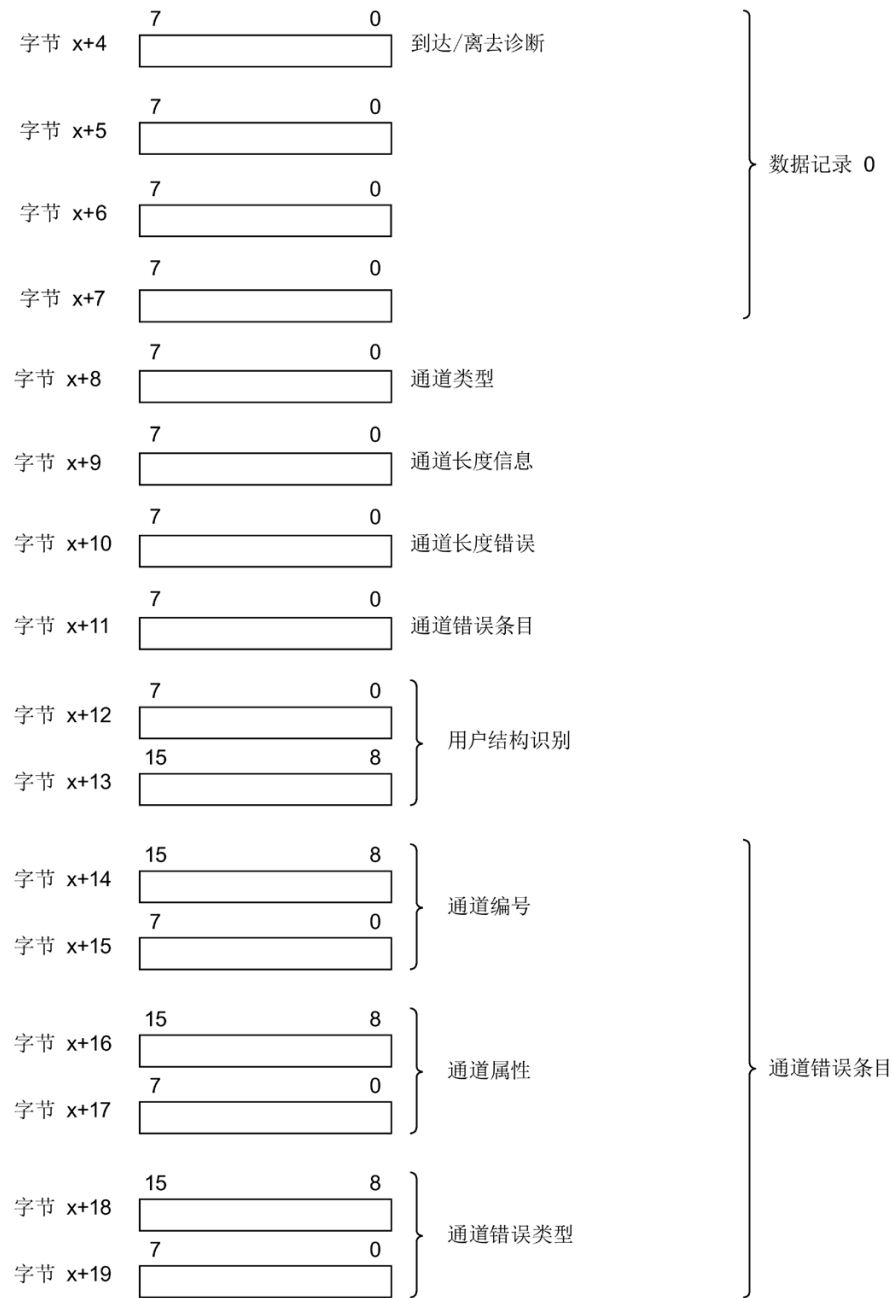 7 0
字节 x+4 到达/离去诊断
7 0
字节 x+5
数据记录 0
7 0
字节 x+6
7 0
字节 x+7
7 0
字节 x+8 通道类型
7 0
字节 x+9 通道长度信息
7 0
字节 x+10 通道长度错误
7 0
字节 x+11 通道错误条目
7 0
字节 x+12
用户结构识别
15 8
字节 x+13
15 8
字节 x+14
通道编号
7 0
字节 x+15
15 8
字节 x+16
通道属性
通道错误条目
7 0
字节 x+17
15 8
字节 x+18
通道错误类型
7 0
字节 x+19